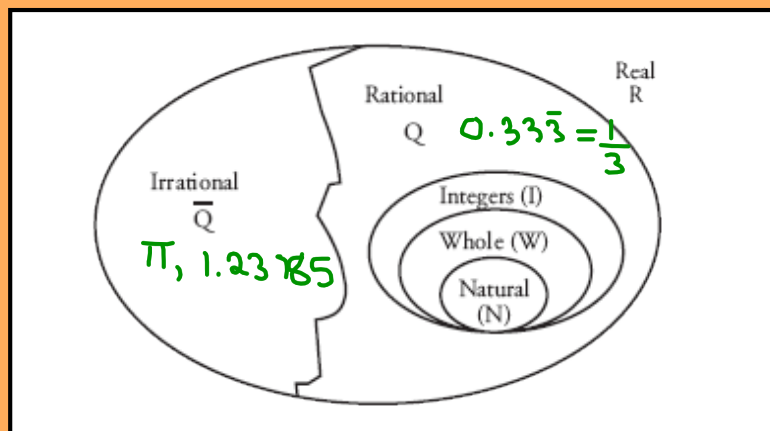 Real
R
Rational
Q
0.333̅ = 1/3
Irrational
Q̅
π, 1.23785
Integers (I)
Whole (W)
Natural
(N)